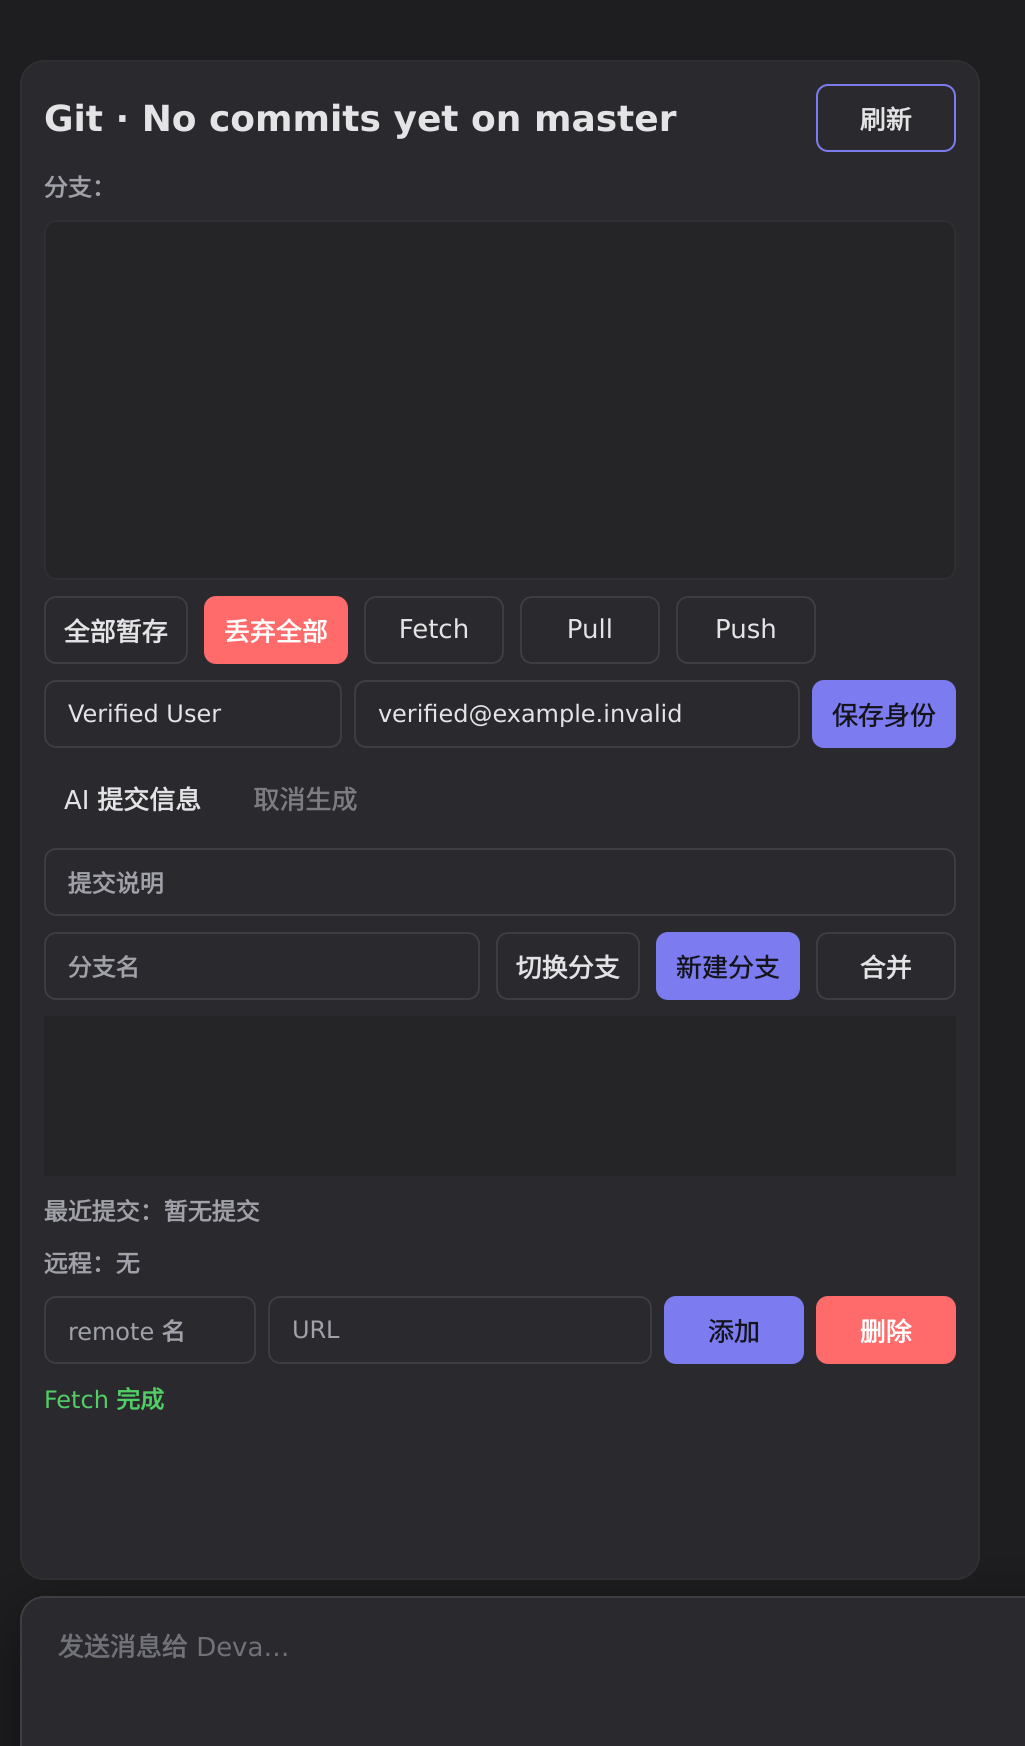 Git · No commits yet on master 刷新
分支：
全部暂存 丢弃全部 Fetch Pull Push
Verified User verified@example.invalid 保存身份
AI 提交信息 取消生成
提交说明
分支名 切换分支 新建分支 合并
最近提交：暂无提交
远程：无
remote 名 URL 添加 删除
Fetch 完成
发送消息给 Deva...